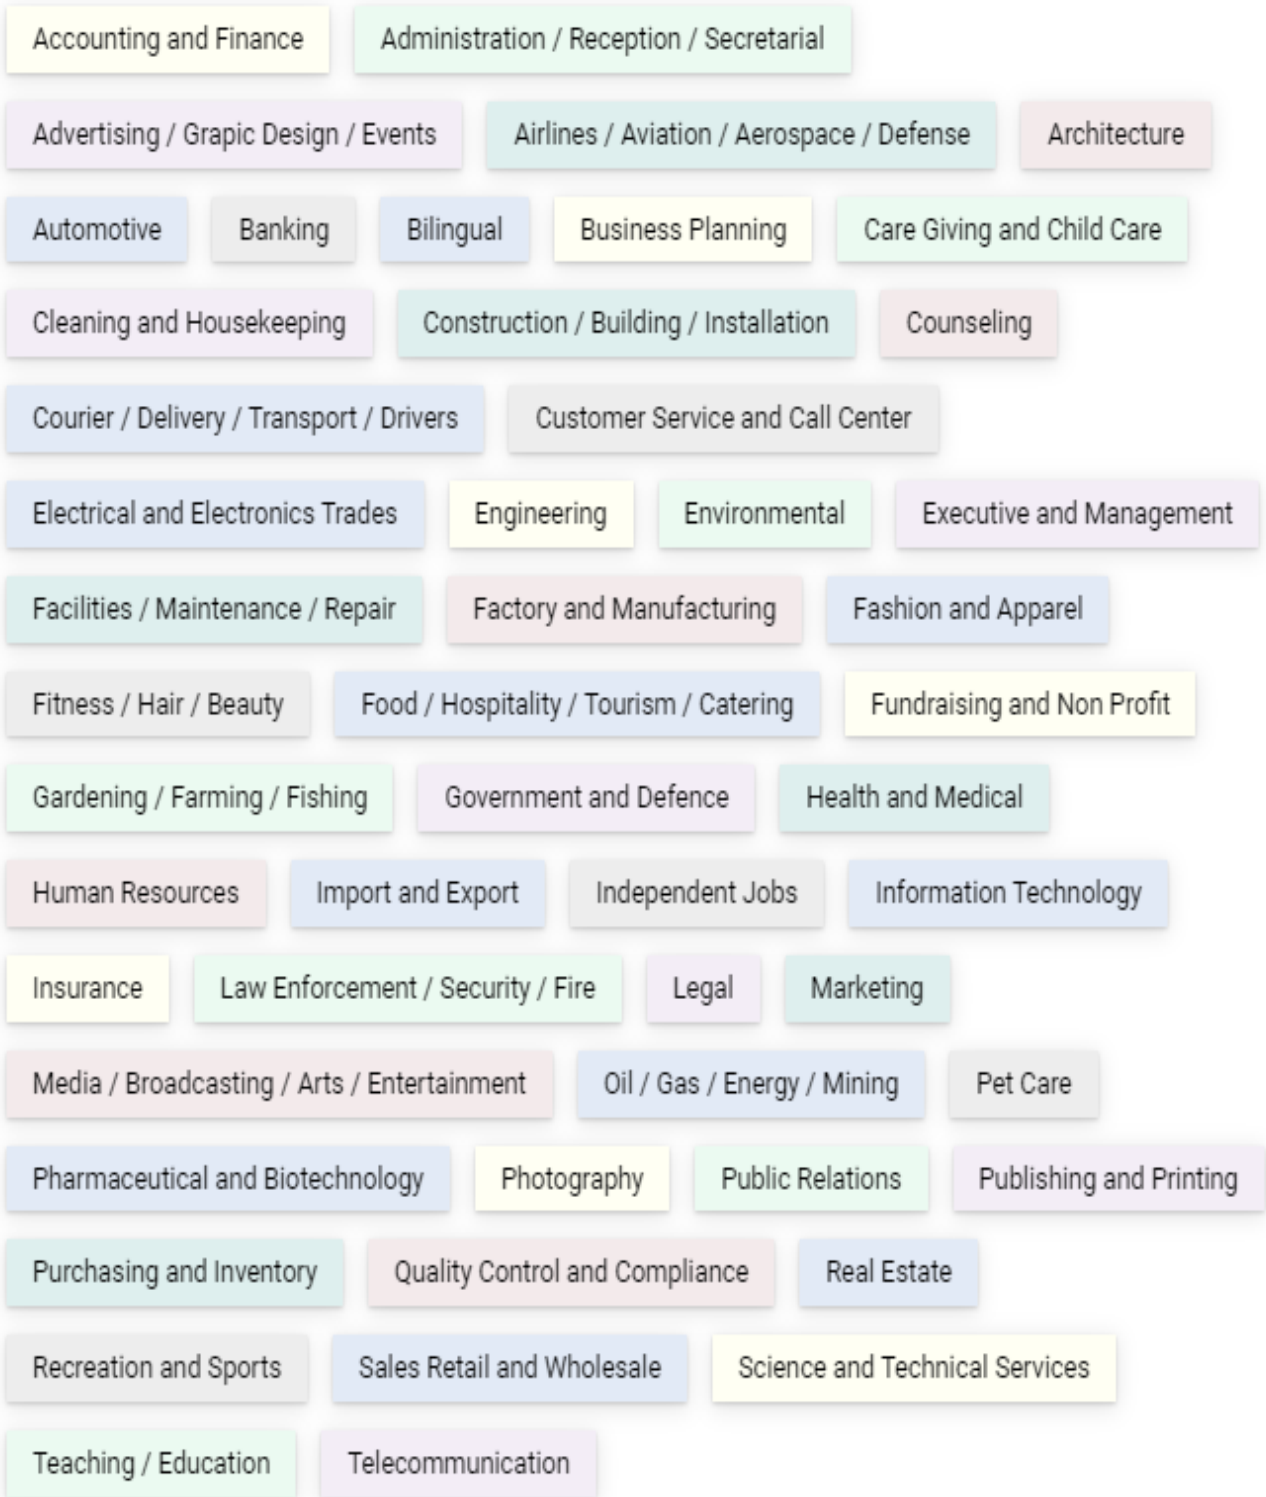 Accounting and Finance Administration / Reception / Secretarial
Advertising / Grapic Design / Events Airlines / Aviation / Aerospace / Defense Architecture
Automotive Banking Bilingual Business Planning Care Giving and Child Care
Cleaning and Housekeeping Construction / Building / Installation Counseling
Courier / Delivery / Transport / Drivers Customer Service and Call Center
Electrical and Electronics Trades Engineering Environmental Executive and Management
Facilities / Maintenance / Repair Factory and Manufacturing Fashion and Apparel
Fitness / Hair / Beauty Food / Hospitality / Tourism / Catering Fundraising and Non Profit
Gardening / Farming / Fishing Government and Defence Health and Medical
Human Resources Import and Export Independent Jobs Information Technology
Insurance Law Enforcement / Security / Fire Legal Marketing
Media / Broadcasting / Arts / Entertainment Oil / Gas / Energy / Mining Pet Care
Pharmaceutical and Biotechnology Photography Public Relations Publishing and Printing
Purchasing and Inventory Quality Control and Compliance Real Estate
Recreation and Sports Sales Retail and Wholesale Science and Technical Services
Teaching / Education Telecommunication